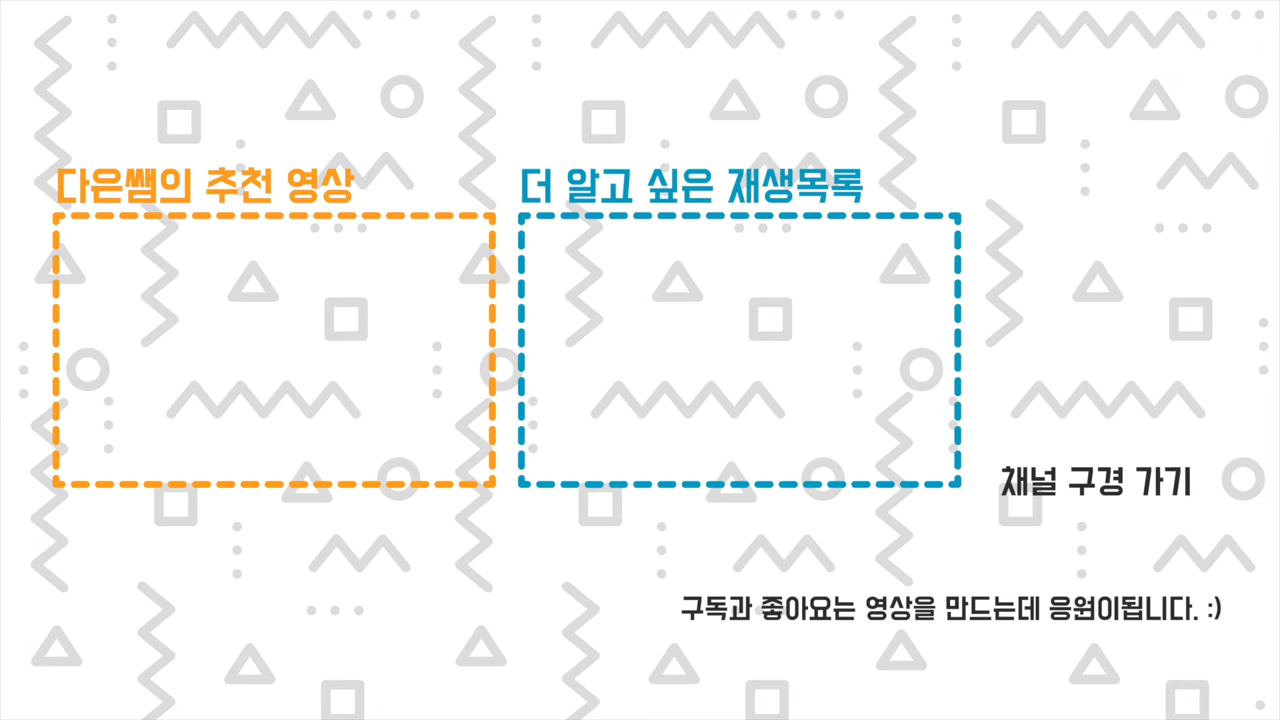 다은쌤의 추천 영상
더 알고 싶은 재생목록
채널 구경 가기
구독과 좋아요는 영상을 만드는데 응원이됩니다. :)